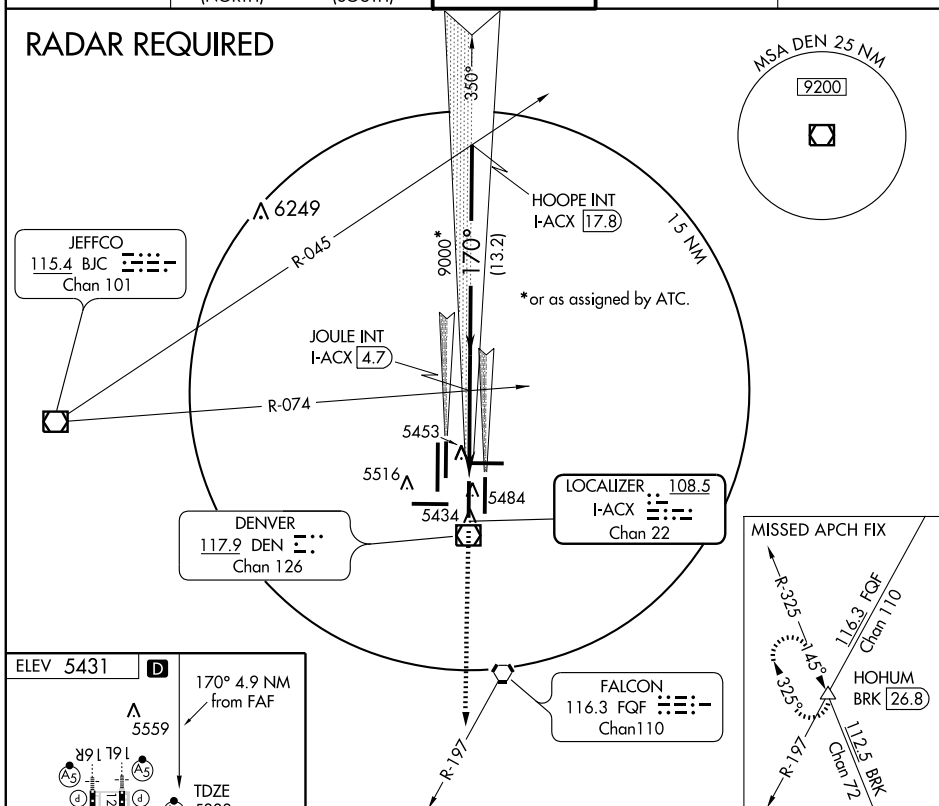 (NORTH) (SOUTH)
RADAR REQUIRED
MSA DEN 25 NM
9200
350°
HOOPE INT
I-ACX 17.8
15 NM
6249
R-045
9000*
170°
(13.2)
JEFFCO
115.4 BJC
Chan 101
*or as assigned by ATC.
JOULE INT
I-ACX 4.7
R-074
5453
5516
5484
5434
LOCALIZER 108.5
I-ACX
Chan 22
DENVER
117.9 DEN
Chan 126
MISSED APCH FIX
R-325
116.3 FQF
Chan 110
145°
325°
HOHUM
BRK 26.8
R-197
112.5 BRK
Chan 72
FALCON
116.3 FQF
Chan110
R-197
ELEV 5431 D
170° 4.9 NM
from FAF
5559
16R 16L
A5 A5
P P
TDZE